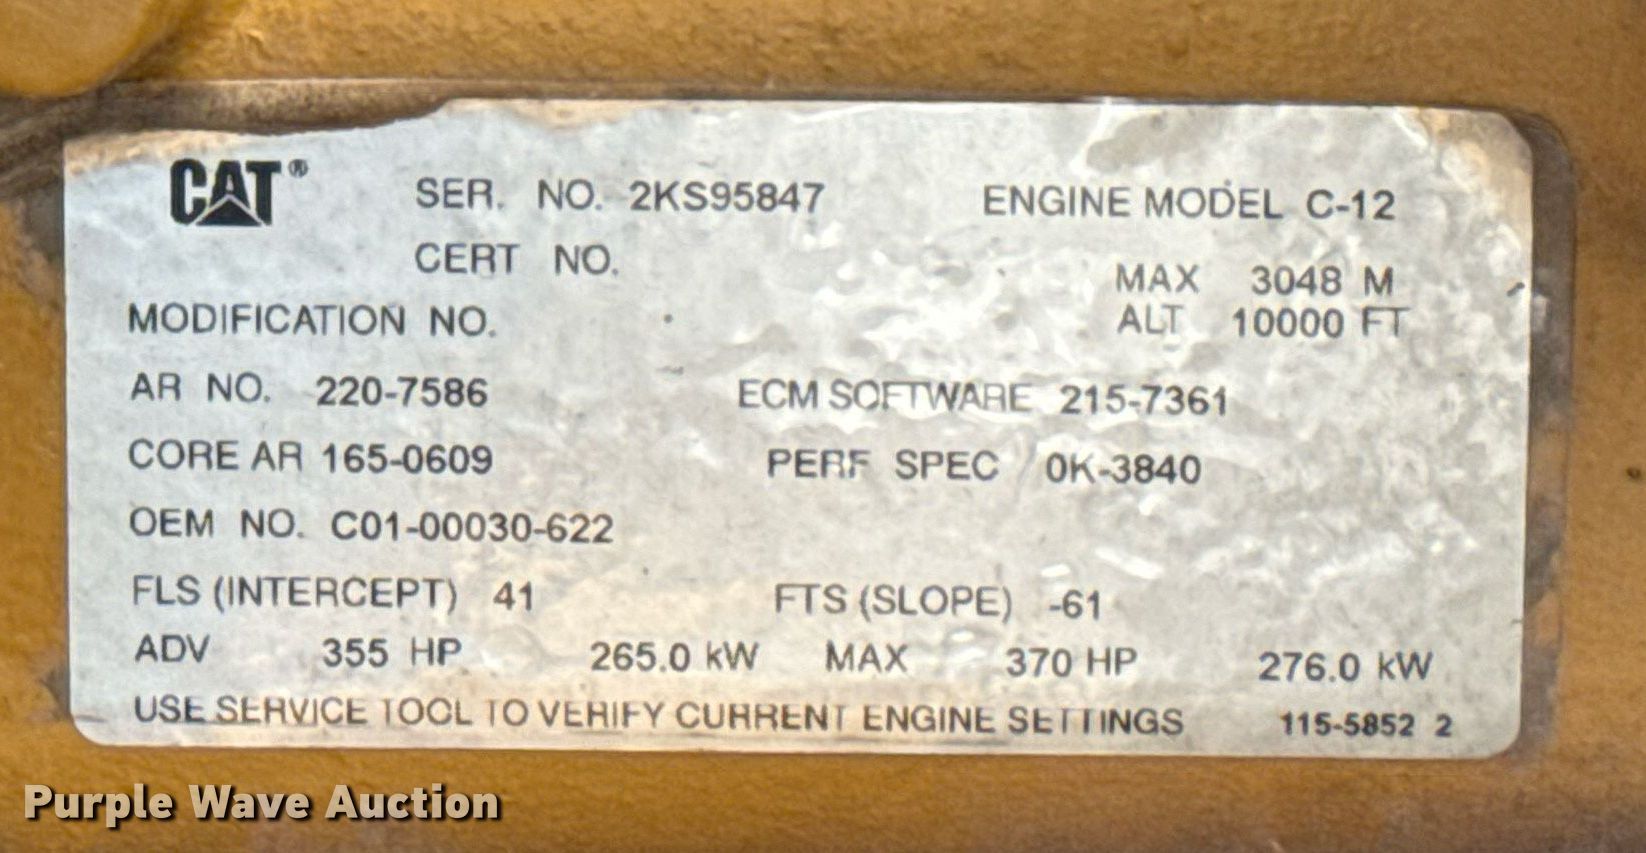 CAT® SER. NO. 2KS95847 ENGINE MODEL C-12
CERT NO.
MAX 3048 M
MODIFICATION NO. ALT 10000 FT
AR NO. 220-7586 ECM SOFTWARE 215-7361
CORE AR 165-0609 PERF SPEC 0K-3840
OEM NO. C01-00030-622
FLS (INTERCEPT) 41 FTS (SLOPE) -61
ADV 355 HP 265.0 kW MAX 370 HP 276.0 kW
USE SERVICE TOOL TO VERIFY CURRENT ENGINE SETTINGS 115-5852 2
Purple Wave Auction